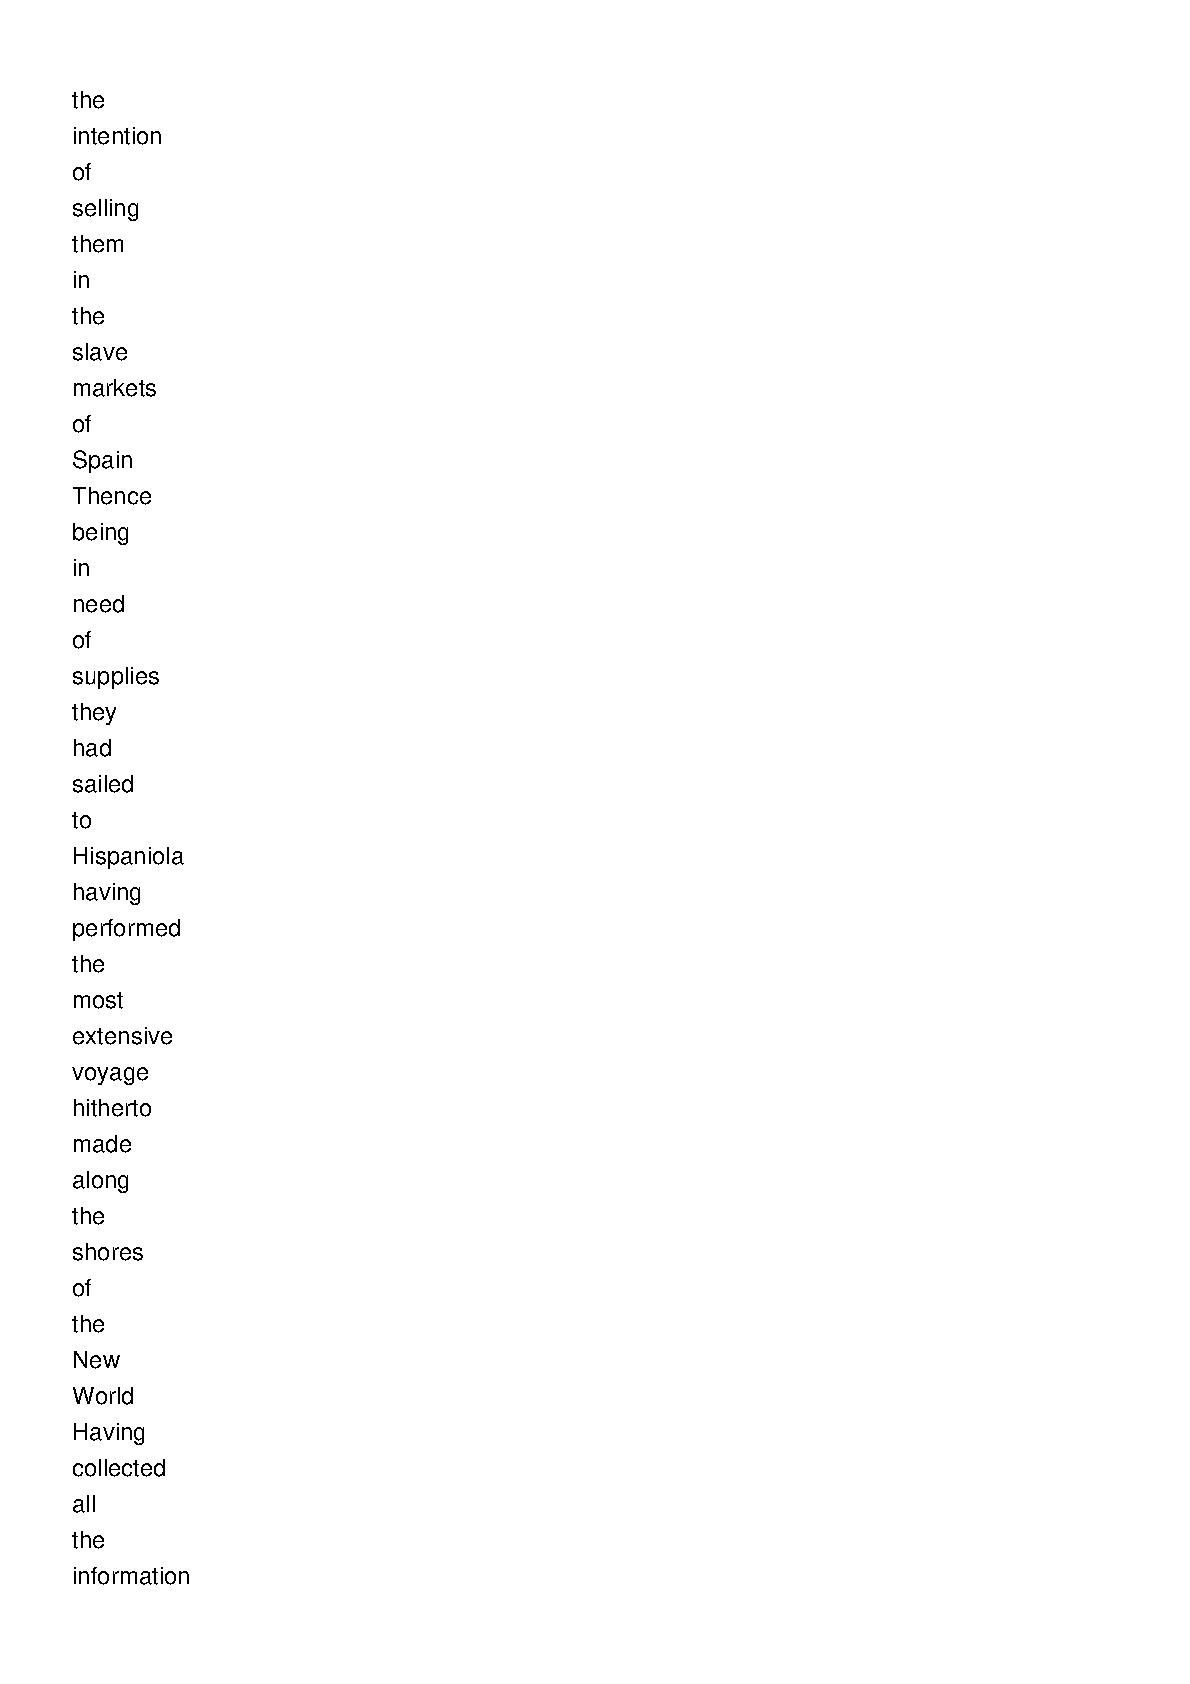 the
intention
of
selling
them
in
the
slave
markets
of
Spain
Thence
being
in
need
of
supplies
they
had
sailed
to
Hispaniola
having
performed
the
most
extensive
voyage
hitherto
made
along
the
shores
of
the
New
World
Having
collected
all
the
information